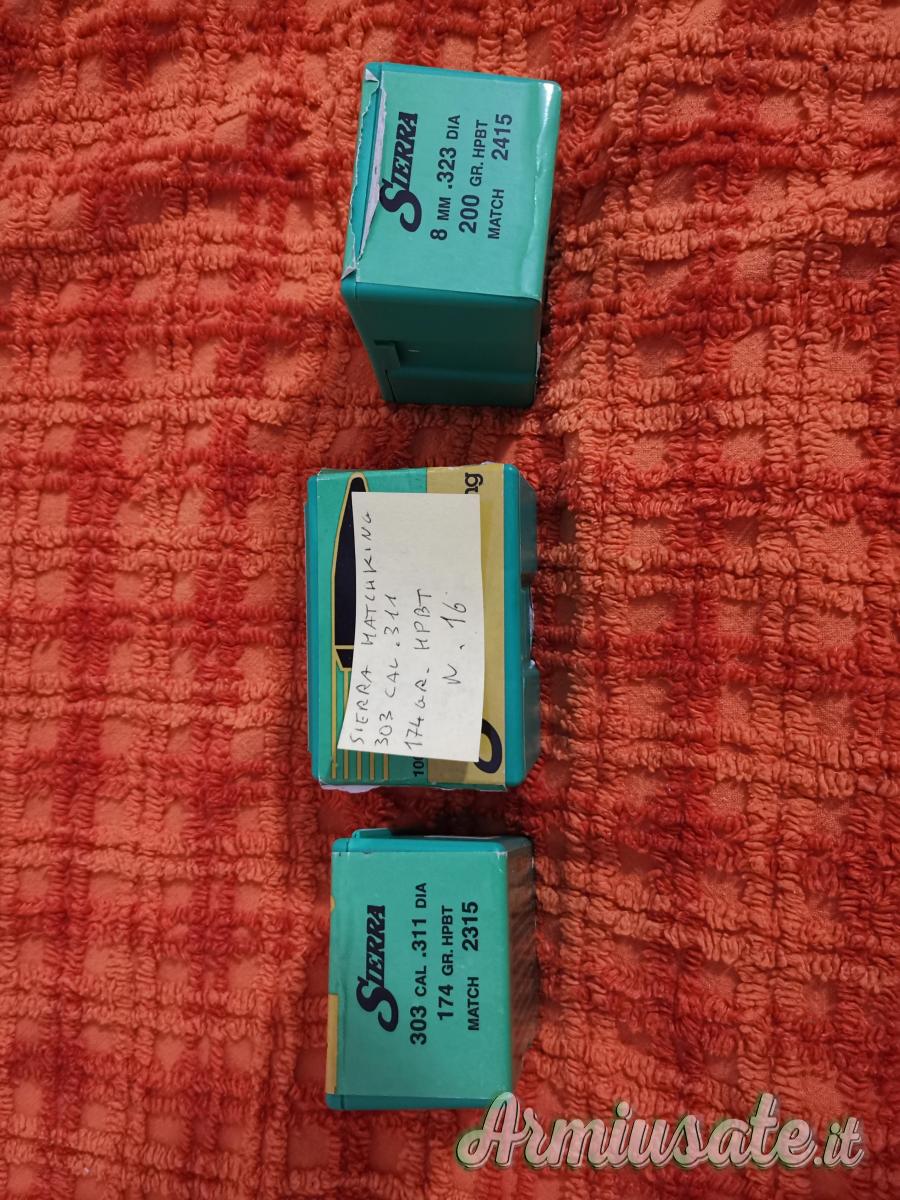 SIERRA
8 MM .323 DIA
200 GR. HPBT
MATCH 2415
SIERRA MATCHKING
303 CAL .311
174 GR. HPBT
N. 16
SIERRA
303 CAL .311 DIA
174 GR. HPBT
MATCH 2315
Armiusate.it